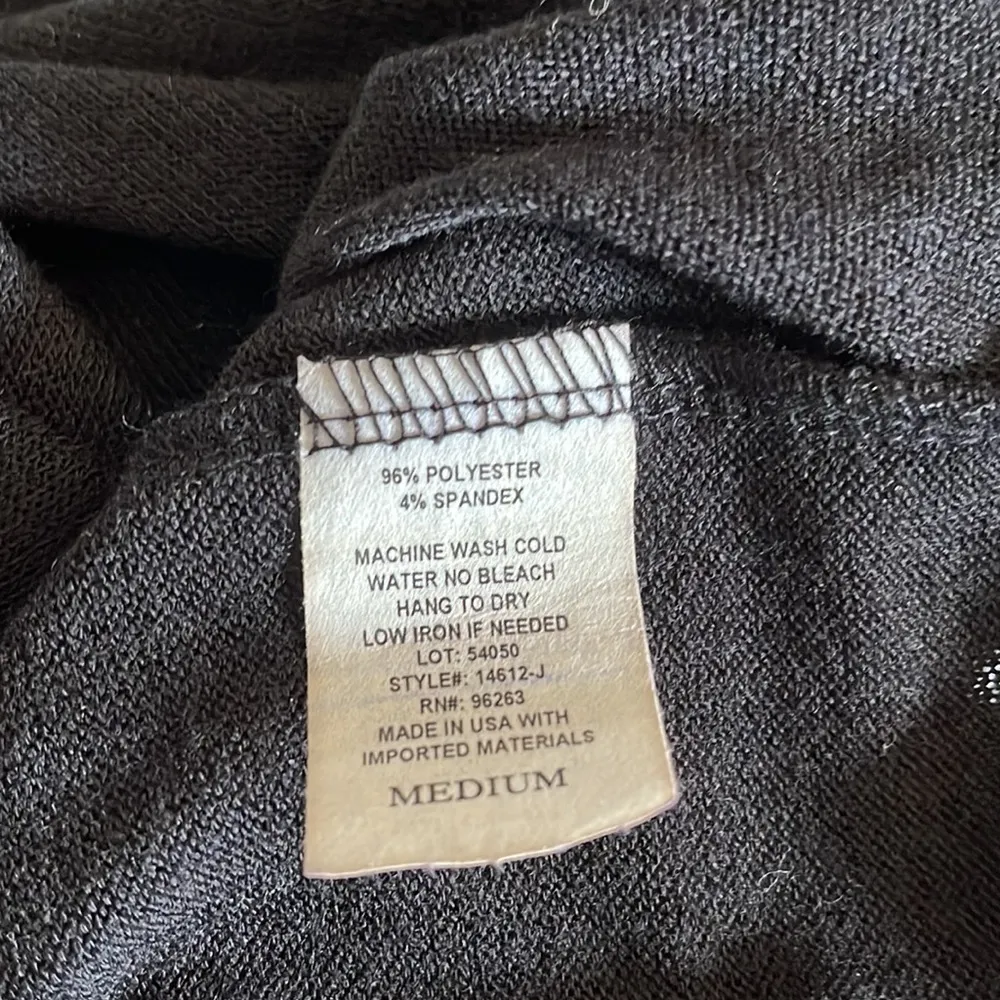 96% POLYESTER
4% SPANDEX
MACHINE WASH COLD
WATER NO BLEACH
HANG TO DRY
LOW IRON IF NEEDED
LOT: 54050
STYLE#: 14612-J
RN#: 96263
MADE IN USA WITH
IMPORTED MATERIALS
MEDIUM